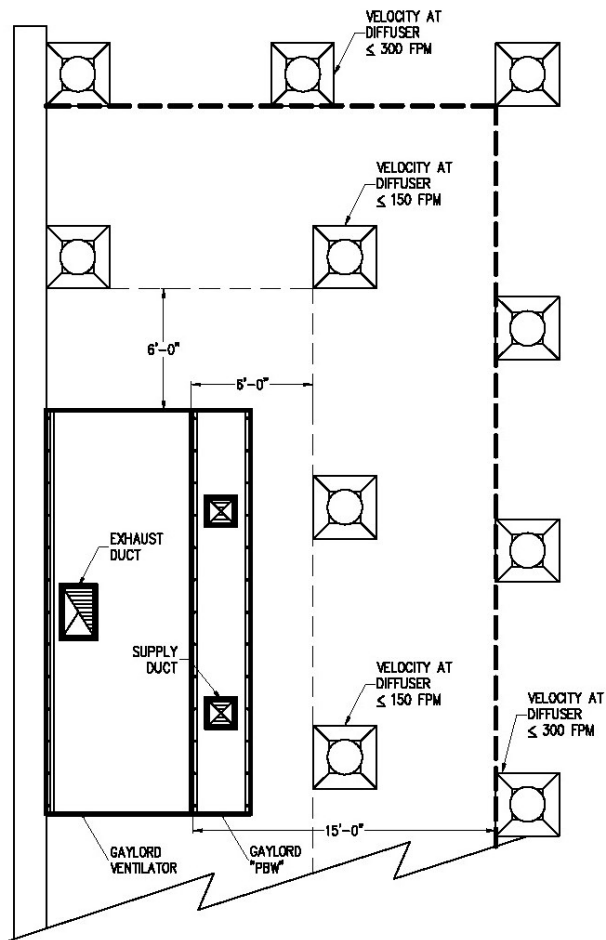 VELOCITY AT
DIFFUSER
≤ 300 FPM
VELOCITY AT
DIFFUSER
≤ 150 FPM
6'-0"
6'-0"
EXHAUST
DUCT
SUPPLY
DUCT
VELOCITY AT
DIFFUSER
≤ 150 FPM
VELOCITY AT
DIFFUSER
≤ 300 FPM
15'-0"
GAYLORD
VENTILATOR
GAYLORD
"PBW"